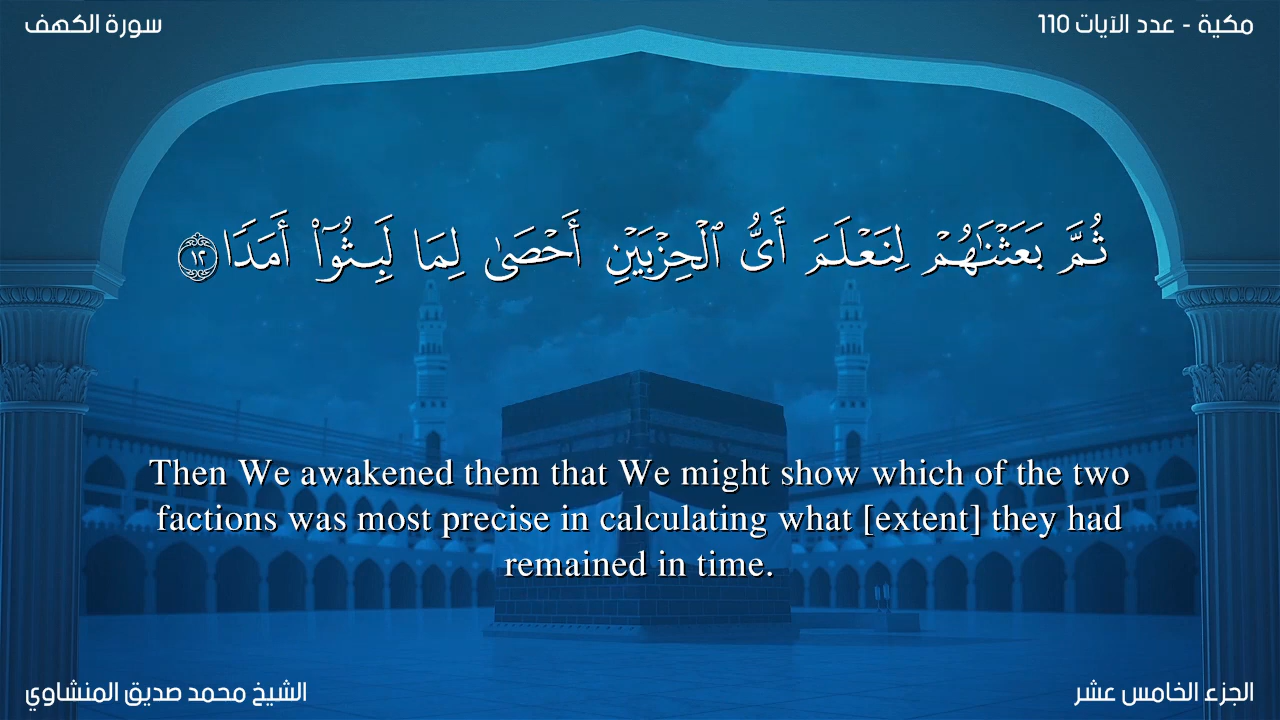 سورة الكهف
مكية - عدد الآيات 110
ثُمَّ بَعَثْنَٰهُمْ لِنَعْلَمَ أَىُّ ٱلْحِزْبَيْنِ أَحْصَىٰ لِمَا لَبِثُوٓا۟ أَمَدًا ١٢
Then We awakened them that We might show which of the two
factions was most precise in calculating what [extent] they had
remained in time.
الشيخ محمد صديق المنشاوي
الجزء الخامس عشر